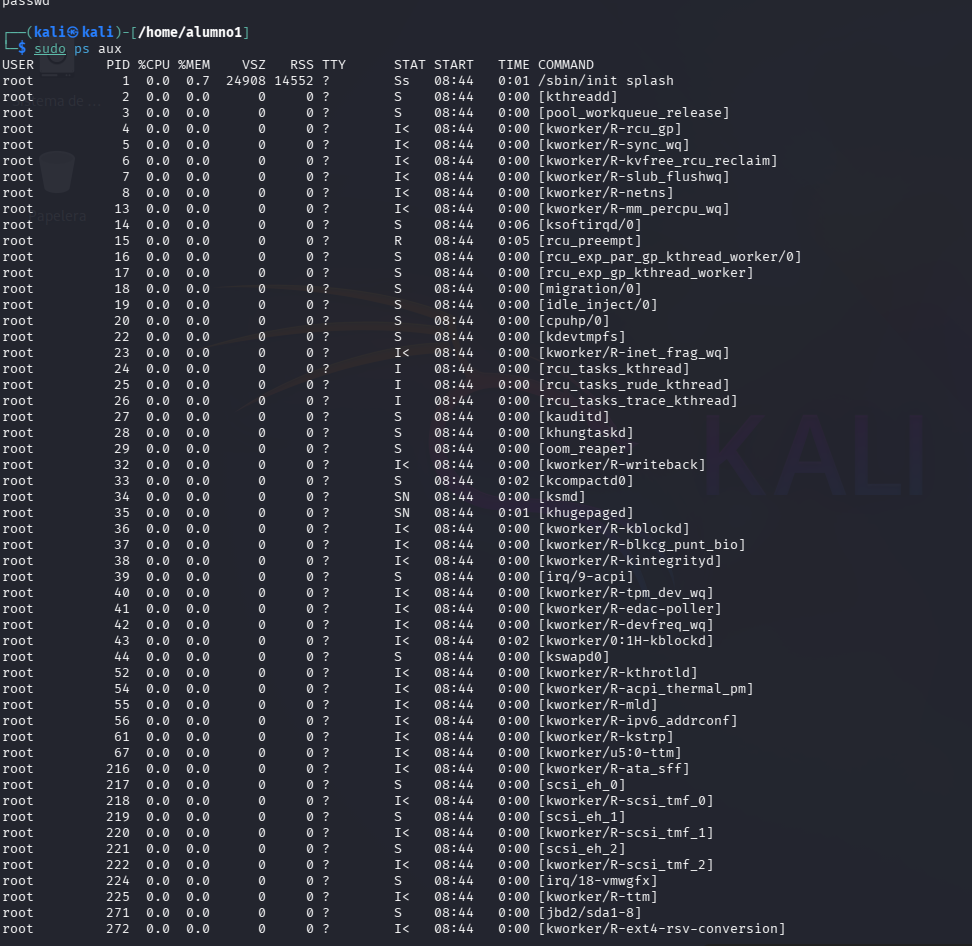 passwd
┌──(kali㉿kali)-[/home/alumno1]
└─$ sudo ps aux
USER         PID %CPU %MEM    VSZ   RSS TTY      STAT START   TIME COMMAND
root           1  0.0  0.7  24908 14552 ?        Ss   08:44   0:01 /sbin/init splash
root           2  0.0  0.0      0     0 ?        S    08:44   0:00 [kthreadd]
root           3  0.0  0.0      0     0 ?        S    08:44   0:00 [pool_workqueue_release]
root           4  0.0  0.0      0     0 ?        I<   08:44   0:00 [kworker/R-rcu_gp]
root           5  0.0  0.0      0     0 ?        I<   08:44   0:00 [kworker/R-sync_wq]
root           6  0.0  0.0      0     0 ?        I<   08:44   0:00 [kworker/R-kvfree_rcu_reclaim]
root           7  0.0  0.0      0     0 ?        I<   08:44   0:00 [kworker/R-slub_flushwq]
root           8  0.0  0.0      0     0 ?        I<   08:44   0:00 [kworker/R-netns]
root          13  0.0  0.0      0     0 ?        I<   08:44   0:00 [kworker/R-mm_percpu_wq]
root          14  0.0  0.0      0     0 ?        S    08:44   0:06 [ksoftirqd/0]
root          15  0.0  0.0      0     0 ?        R    08:44   0:05 [rcu_preempt]
root          16  0.0  0.0      0     0 ?        S    08:44   0:00 [rcu_exp_par_gp_kthread_worker/0]
root          17  0.0  0.0      0     0 ?        S    08:44   0:00 [rcu_exp_gp_kthread_worker]
root          18  0.0  0.0      0     0 ?        S    08:44   0:00 [migration/0]
root          19  0.0  0.0      0     0 ?        S    08:44   0:00 [idle_inject/0]
root          20  0.0  0.0      0     0 ?        S    08:44   0:00 [cpuhp/0]
root          22  0.0  0.0      0     0 ?        S    08:44   0:00 [kdevtmpfs]
root          23  0.0  0.0      0     0 ?        I<   08:44   0:00 [kworker/R-inet_frag_wq]
root          24  0.0  0.0      0     0 ?        I    08:44   0:00 [rcu_tasks_kthread]
root          25  0.0  0.0      0     0 ?        I    08:44   0:00 [rcu_tasks_rude_kthread]
root          26  0.0  0.0      0     0 ?        I    08:44   0:00 [rcu_tasks_trace_kthread]
root          27  0.0  0.0      0     0 ?        S    08:44   0:00 [kauditd]
root          28  0.0  0.0      0     0 ?        S    08:44   0:00 [khungtaskd]
root          29  0.0  0.0      0     0 ?        S    08:44   0:00 [oom_reaper]
root          32  0.0  0.0      0     0 ?        I<   08:44   0:00 [kworker/R-writeback]
root          33  0.0  0.0      0     0 ?        S    08:44   0:02 [kcompactd0]
root          34  0.0  0.0      0     0 ?        SN   08:44   0:00 [ksmd]
root          35  0.0  0.0      0     0 ?        SN   08:44   0:01 [khugepaged]
root          36  0.0  0.0      0     0 ?        I<   08:44   0:00 [kworker/R-kblockd]
root          37  0.0  0.0      0     0 ?        I<   08:44   0:00 [kworker/R-blkcg_punt_bio]
root          38  0.0  0.0      0     0 ?        I<   08:44   0:00 [kworker/R-kintegrityd]
root          39  0.0  0.0      0     0 ?        S    08:44   0:00 [irq/9-acpi]
root          40  0.0  0.0      0     0 ?        I<   08:44   0:00 [kworker/R-tpm_dev_wq]
root          41  0.0  0.0      0     0 ?        I<   08:44   0:00 [kworker/R-edac-poller]
root          42  0.0  0.0      0     0 ?        I<   08:44   0:00 [kworker/R-devfreq_wq]
root          43  0.0  0.0      0     0 ?        I<   08:44   0:02 [kworker/0:1H-kblockd]
root          44  0.0  0.0      0     0 ?        S    08:44   0:00 [kswapd0]
root          52  0.0  0.0      0     0 ?        I<   08:44   0:00 [kworker/R-kthrotld]
root          54  0.0  0.0      0     0 ?        I<   08:44   0:00 [kworker/R-acpi_thermal_pm]
root          55  0.0  0.0      0     0 ?        I<   08:44   0:00 [kworker/R-mld]
root          56  0.0  0.0      0     0 ?        I<   08:44   0:00 [kworker/R-ipv6_addrconf]
root          61  0.0  0.0      0     0 ?        I<   08:44   0:00 [kworker/R-kstrp]
root          67  0.0  0.0      0     0 ?        I<   08:44   0:00 [kworker/u5:0-ttm]
root         216  0.0  0.0      0     0 ?        I<   08:44   0:00 [kworker/R-ata_sff]
root         217  0.0  0.0      0     0 ?        S    08:44   0:00 [scsi_eh_0]
root         218  0.0  0.0      0     0 ?        I<   08:44   0:00 [kworker/R-scsi_tmf_0]
root         219  0.0  0.0      0     0 ?        S    08:44   0:00 [scsi_eh_1]
root         220  0.0  0.0      0     0 ?        I<   08:44   0:00 [kworker/R-scsi_tmf_1]
root         221  0.0  0.0      0     0 ?        S    08:44   0:00 [scsi_eh_2]
root         222  0.0  0.0      0     0 ?        I<   08:44   0:00 [kworker/R-scsi_tmf_2]
root         224  0.0  0.0      0     0 ?        S    08:44   0:00 [irq/18-vmwgfx]
root         225  0.0  0.0      0     0 ?        I<   08:44   0:00 [kworker/R-ttm]
root         271  0.0  0.0      0     0 ?        S    08:44   0:00 [jbd2/sda1-8]
root         272  0.0  0.0      0     0 ?        I<   08:44   0:00 [kworker/R-ext4-rsv-conversion]
KALI